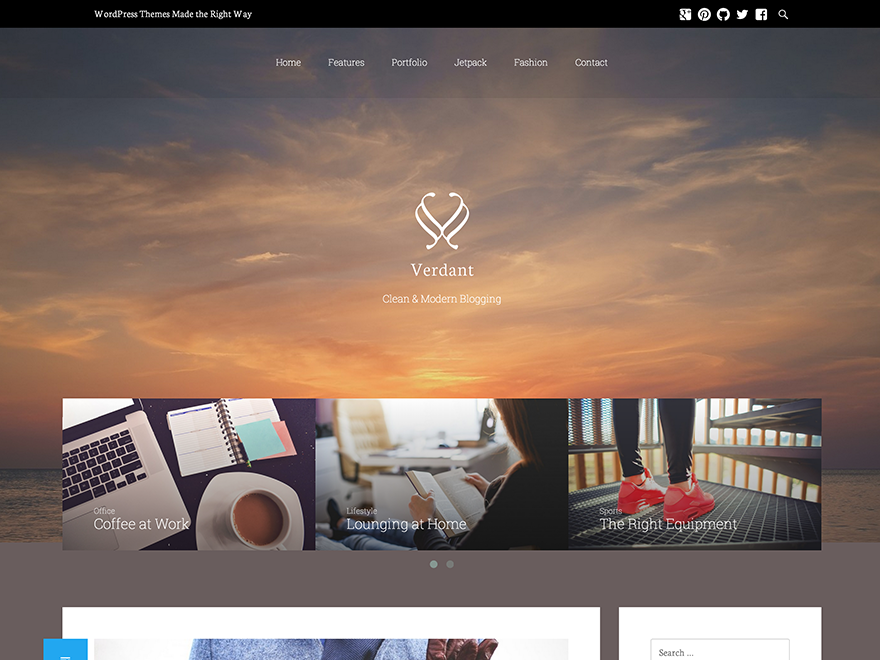 WordPress Themes Made the Right Way
Home Features Portfolio Jetpack Fashion Contact
Verdant
Clean & Modern Blogging
Office
Coffee at Work
Lifestyle
Lounging at Home
Sports
The Right Equipment
Search ...